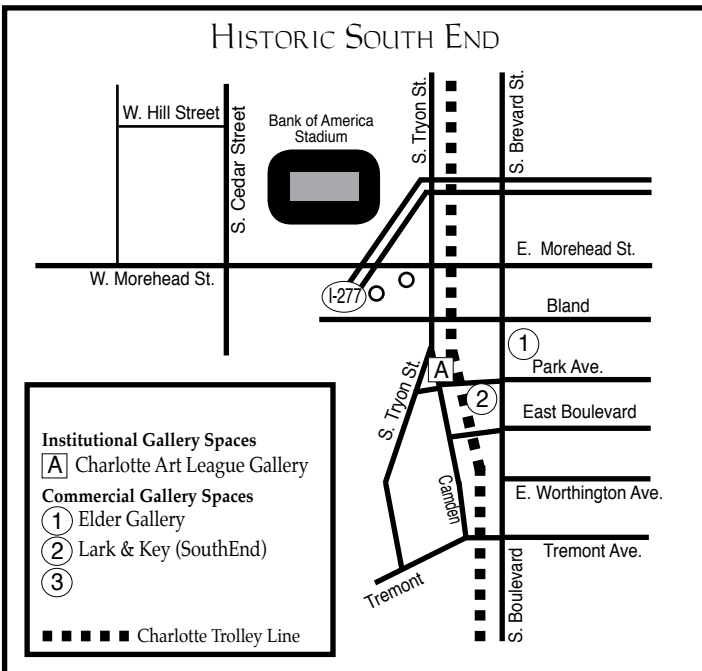 HISTORIC SOUTH END
W. Hill Street
S. Cedar Street
Bank of America
Stadium
S. Tryon St.
S. Brevard St.
W. Morehead St.
E. Morehead St.
I-277
Bland
1
Park Ave.
A
2
S. Tryon St.
East Boulevard
Camden
E. Worthington Ave.
Tremont Ave.
Tremont
S. Boulevard
Institutional Gallery Spaces
A Charlotte Art League Gallery
Commercial Gallery Spaces
1 Elder Gallery
2 Lark & Key (SouthEnd)
3
Charlotte Trolley Line